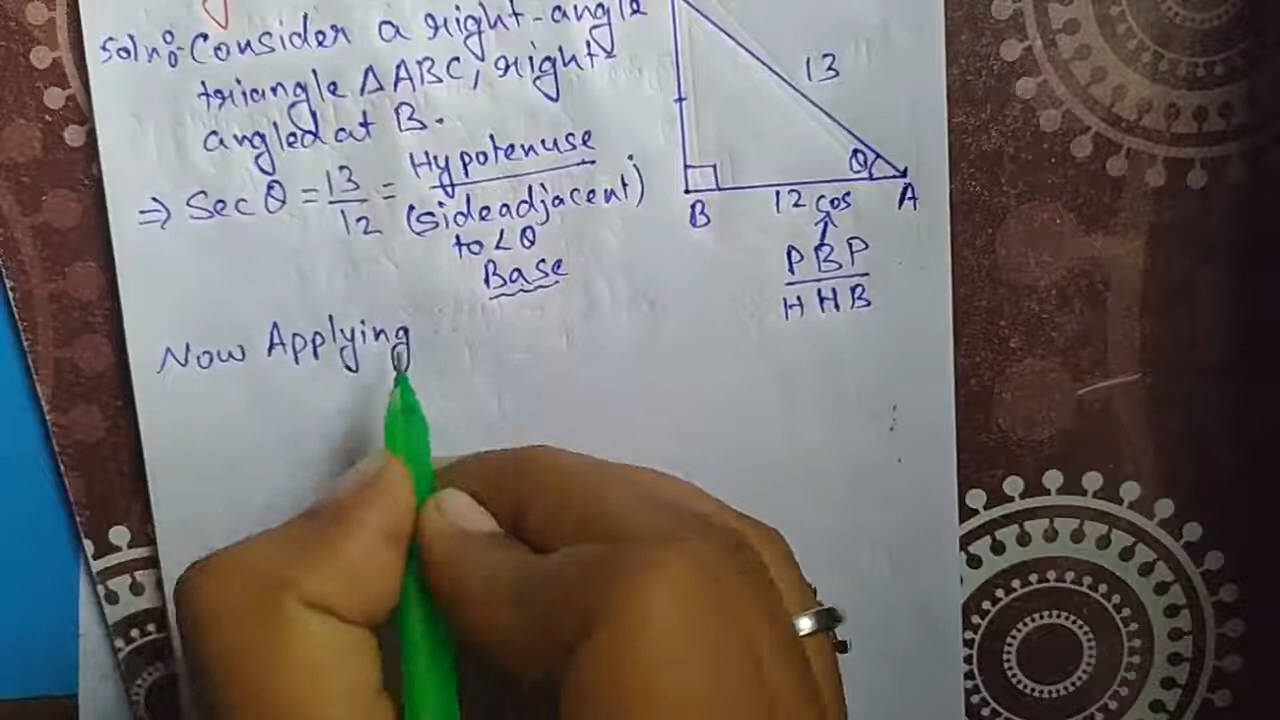 Soln: Consider a right-angle
triangle ΔABC, right
angled at B.
⇒ Sec θ = 13/12 = Hypotenuse/(side adjacent)
to ∠θ
Base
Now Applying
13
θ
B
12
cos
A
P B P
H H B